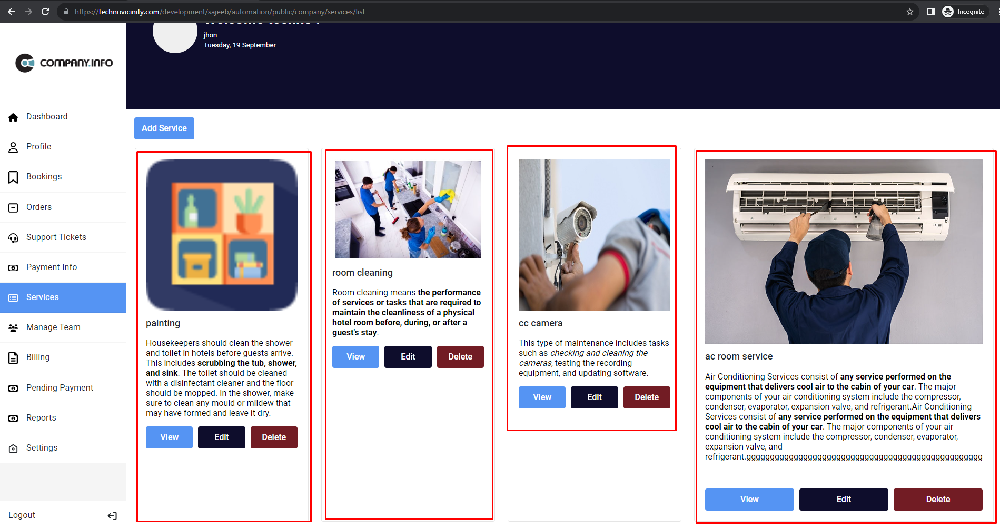 https://technovicinity.com/development/sajeeb/automation/public/company/services/list
Incognito
jhon
Tuesday, 19 September
COMPANY.INFO
Dashboard
Profile
Bookings
Orders
Support Tickets
Payment Info
Services
Manage Team
Billing
Pending Payment
Reports
Settings
Logout
Add Service
painting
Housekeepers should clean the shower
and toilet in hotels before guests arrive.
This includes scrubbing the tub, shower,
and sink. The toilet should be cleaned
with a disinfectant cleaner and the floor
should be mopped. In the shower, make
sure to clean any mould or mildew that
may have formed and leave it dry.
View Edit Delete
room cleaning
Room cleaning means the performance
of services or tasks that are required to
maintain the cleanliness of a physical
hotel room before, during, or after a
guest's stay.
View Edit Delete
cc camera
This type of maintenance includes tasks
such as checking and cleaning the
cameras, testing the recording
equipment, and updating software.
View Edit Delete
ac room service
Air Conditioning Services consist of any service performed on the
equipment that delivers cool air to the cabin of your car. The major
components of your air conditioning system include the compressor,
condenser, evaporator, expansion valve, and refrigerant.Air Conditioning
Services consist of any service performed on the equipment that delivers
cool air to the cabin of your car. The major components of your air
conditioning system include the compressor, condenser, evaporator,
expansion valve, and
refrigerant.gggggggggggggggggggggggggggggggggggggggggggggggggg
View Edit Delete